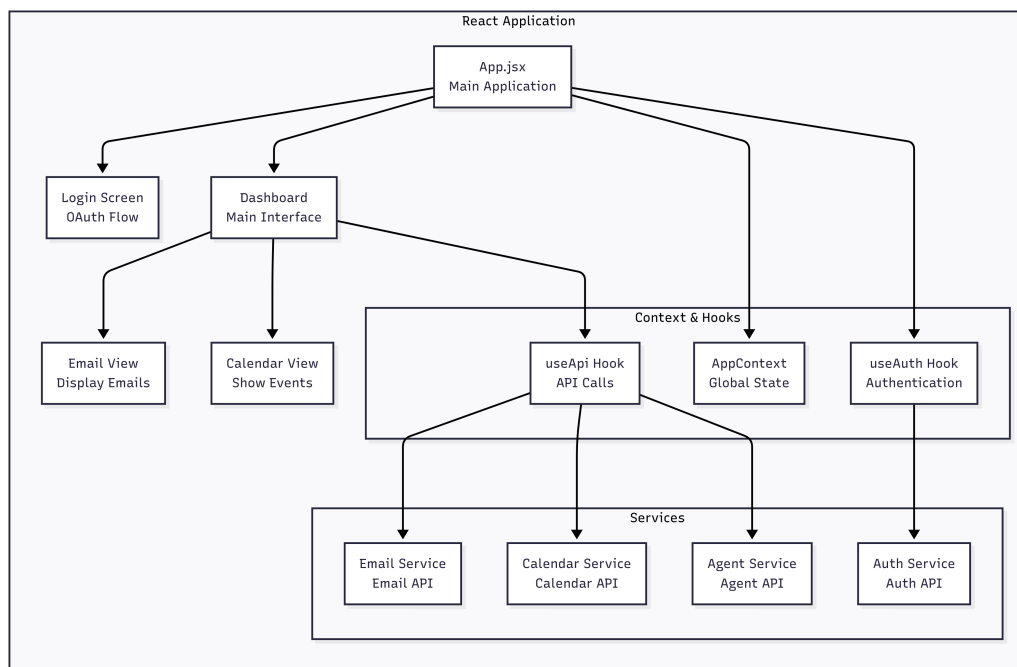 React Application
App.jsx
Main Application
Login Screen
OAuth Flow
Dashboard
Main Interface
Email View
Display Emails
Calendar View
Show Events
Context & Hooks
useApi Hook
API Calls
AppContext
Global State
useAuth Hook
Authentication
Services
Email Service
Email API
Calendar Service
Calendar API
Agent Service
Agent API
Auth Service
Auth API